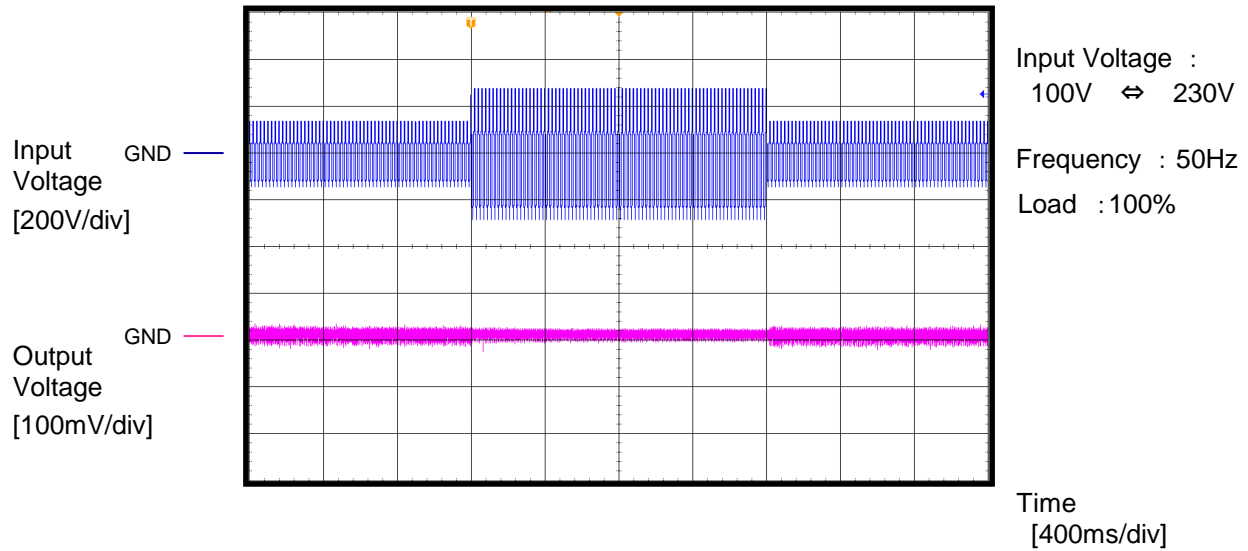 T
Input Voltage :
100V ⇔ 230V
Frequency : 50Hz
Load : 100%
Input
Voltage
[200V/div]
GND
GND
Output
Voltage
[100mV/div]
Time
[400ms/div]